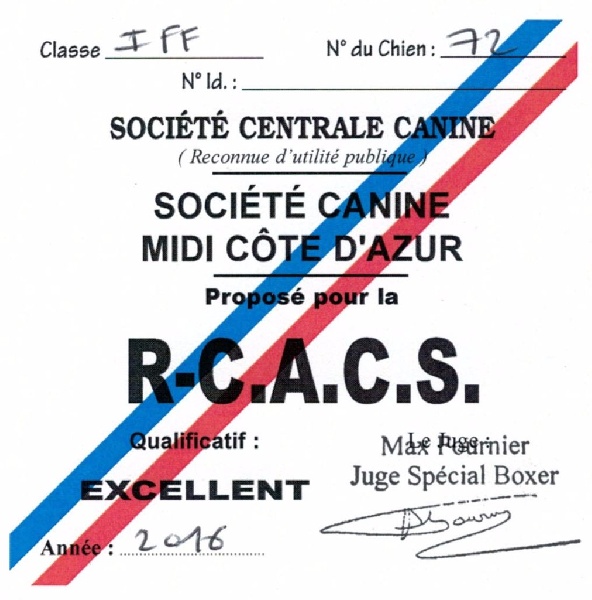 Classe IFF N° du Chien : 72
N° Id. :
SOCIÉTÉ CENTRALE CANINE
( Reconnue d'utilité publique )
SOCIÉTÉ CANINE
MIDI CÔTE D'AZUR
Proposé pour la
R-C.A.C.S.
Qualificatif : Le Juge :
Max Fournier
EXCELLENT Juge Spécial Boxer
Année : 2016